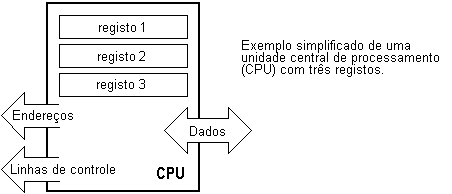 registo 1
registo 2
registo 3
Endereços
Dados
Linhas de controle
CPU
Exemplo simplificado de uma
unidade central de processamento
(CPU) com três registos.